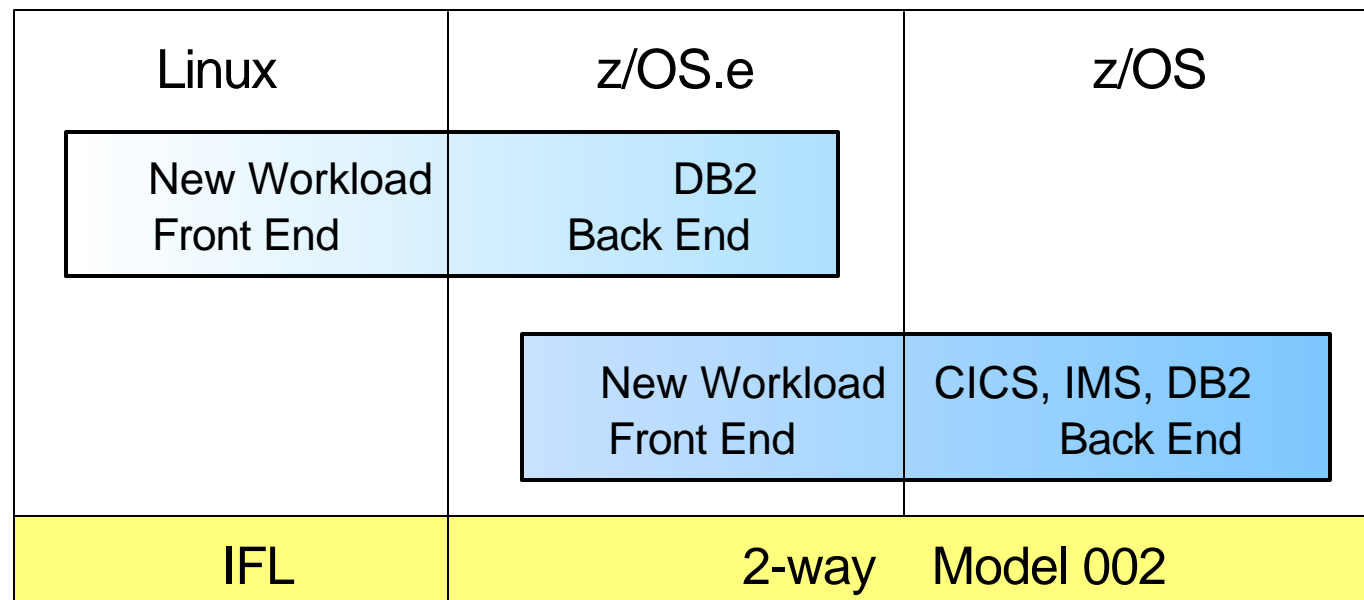 Linux
z/OS.e
z/OS
New Workload
Front End
DB2
Back End
New Workload
Front End
CICS, IMS, DB2
Back End
IFL
2-way Model 002